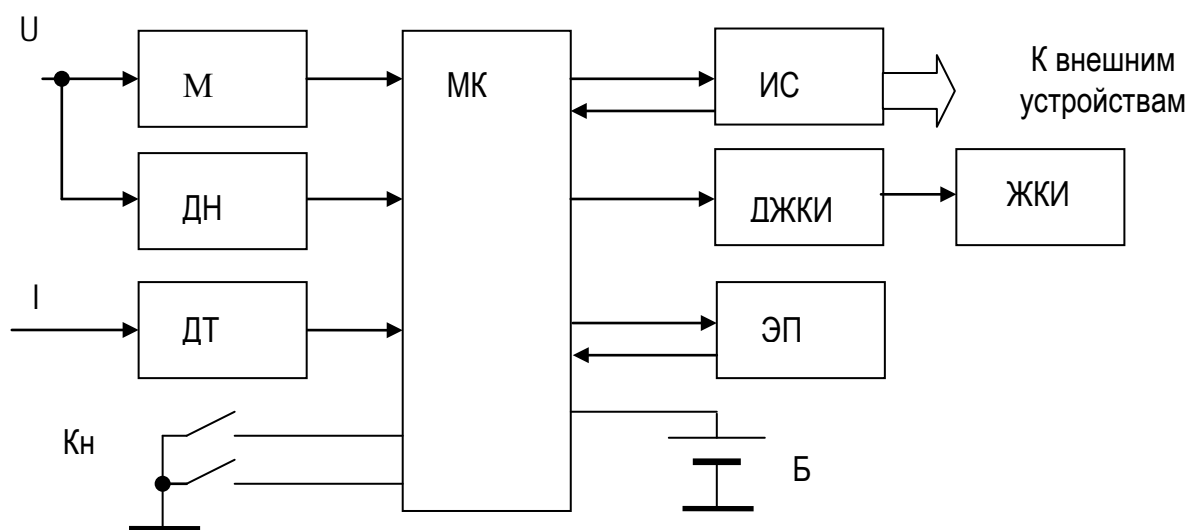 U
М
МК
ИС
К внешним
устройствам
ДН
ДЖКИ
ЖКИ
I
ДТ
ЭП
Кн
Б